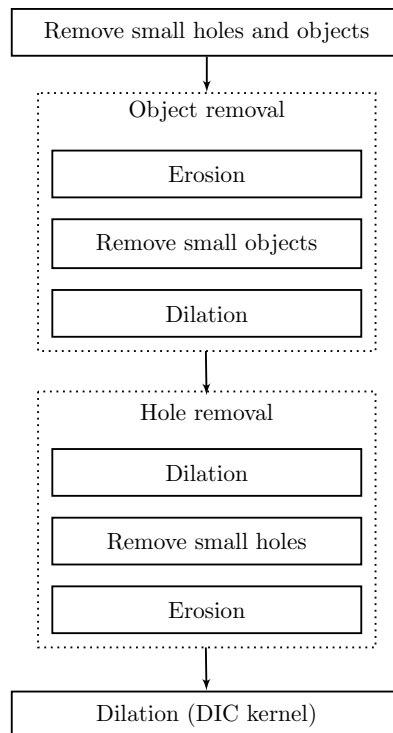 Remove small holes and objects
Object removal
Erosion
Remove small objects
Dilation
Hole removal
Dilation
Remove small holes
Erosion
Dilation (DIC kernel)